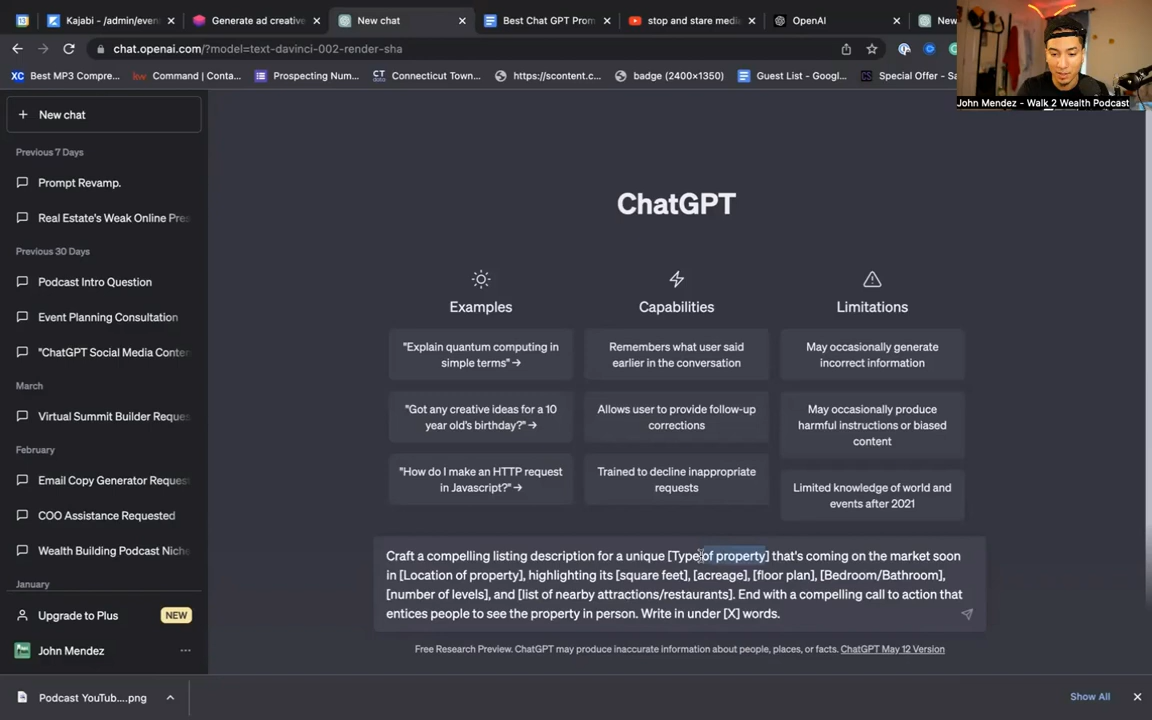 Kajabi - /admin/even
Generate ad creative
New chat
Best Chat GPT Prom
stop and stare med
OpenAI
New
chat.openai.com/?model=text-davinci-002-render-sha
Best MP3 Compre...
Command | Conta...
Prospecting Num...
Connecticut Town...
https://scontent.c...
badge (2400×1350)
Guest List - Googl...
Special Offer - Sa
John Mendez - Walk 2 Wealth Podcast
+ New chat
Previous 7 Days
Prompt Revamp.
Real Estate's Weak Online Pres
Previous 30 Days
Podcast Intro Question
Event Planning Consultation
"ChatGPT Social Media Conten
March
Virtual Summit Builder Reques
February
Email Copy Generator Request
COO Assistance Requested
Wealth Building Podcast Niche
January
Upgrade to Plus
NEW
John Mendez
ChatGPT
Examples
"Explain quantum computing in
simple terms" →
"Got any creative ideas for a 10
year old's birthday?" →
"How do I make an HTTP request
in Javascript?" →
Capabilities
Remembers what user said
earlier in the conversation
Allows user to provide follow-up
corrections
Trained to decline inappropriate
requests
Limitations
May occasionally generate
incorrect information
May occasionally produce
harmful instructions or biased
content
Limited knowledge of world and
events after 2021
Craft a compelling listing description for a unique [Type of property] that's coming on the market soon
in [Location of property], highlighting its [square feet], [acreage], [floor plan], [Bedroom/Bathroom],
[number of levels], and [list of nearby attractions/restaurants]. End with a compelling call to action that
entices people to see the property in person. Write in under [X] words.
Free Research Preview. ChatGPT may produce inaccurate information about people, places, or facts. ChatGPT May 12 Version
Podcast YouTub....png
Show All